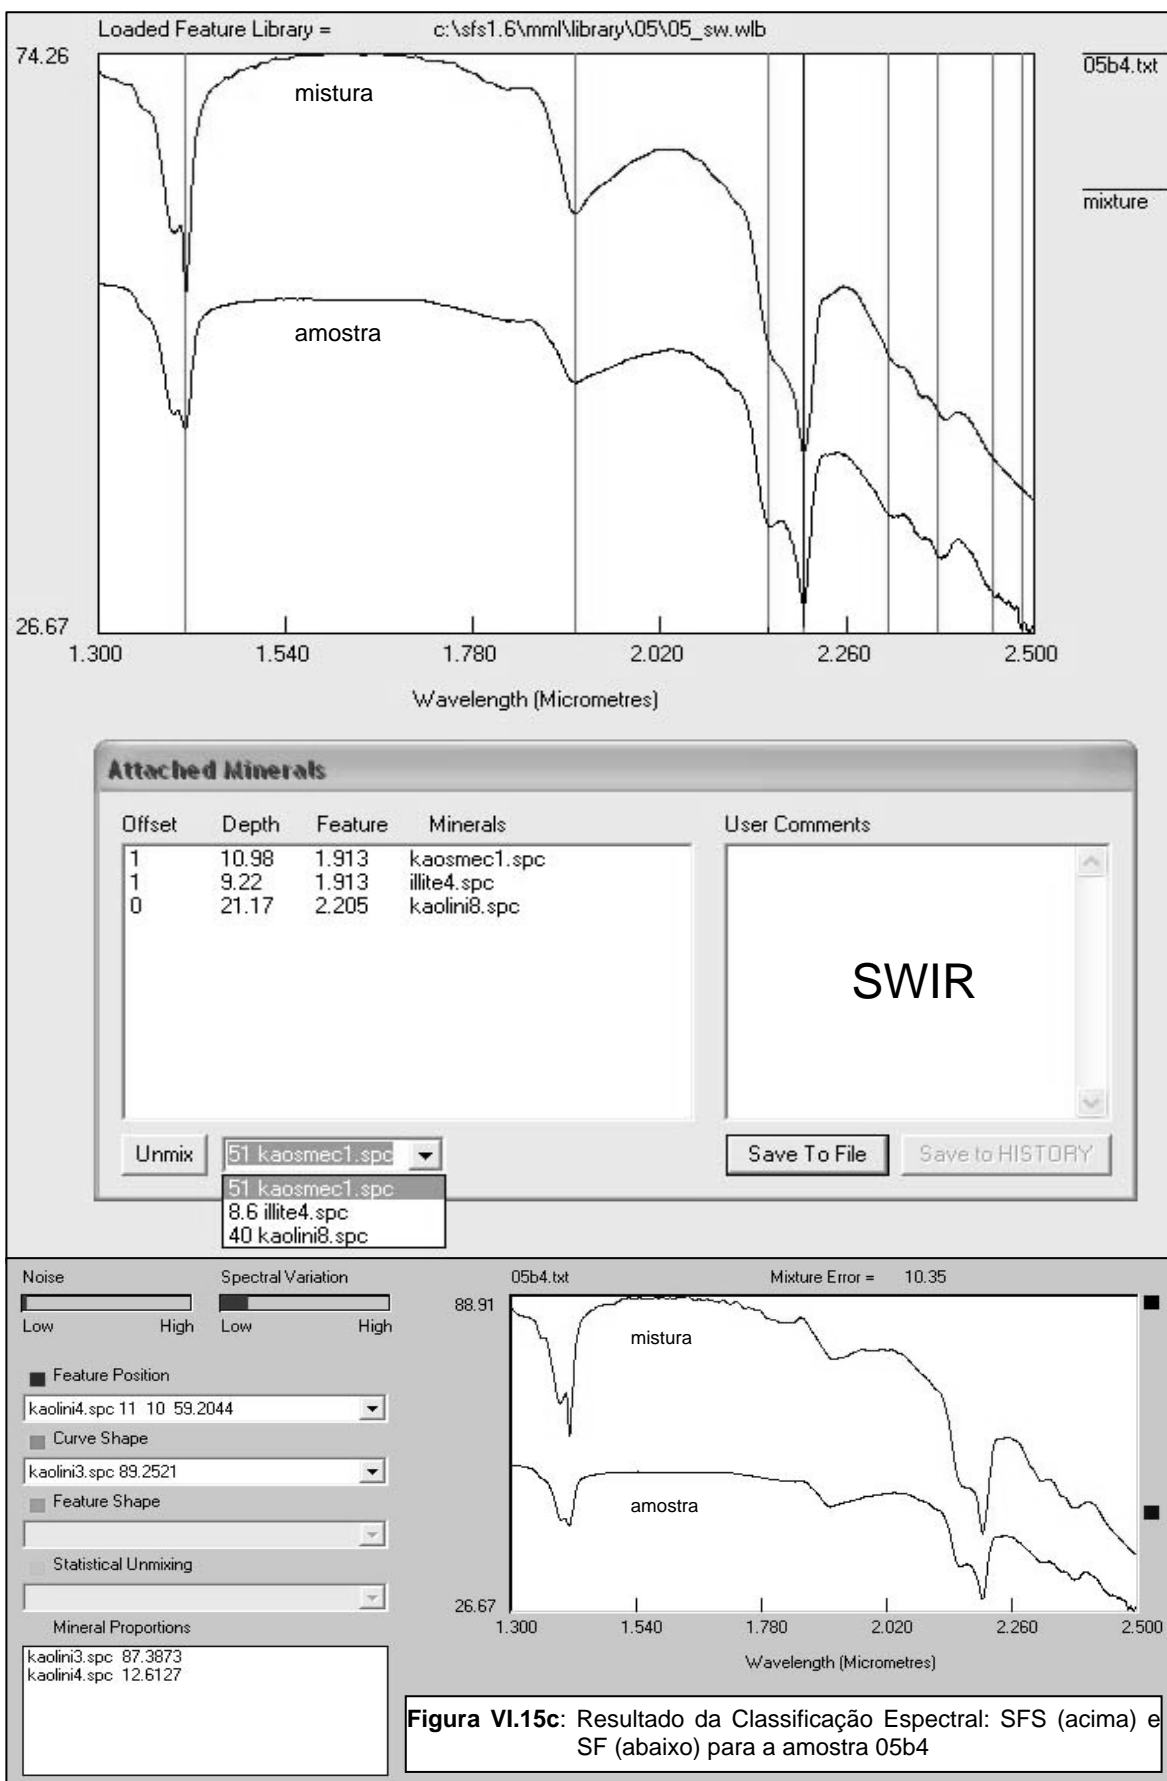 Loaded Feature Library = c:\sfs1.6\mml\library\05\05_sw.wlb
74.26
05b4.txt
mistura
mixture
amostra
26.67
1.300 1.540 1.780 2.020 2.260 2.500
Wavelength (Micrometres)
Attached Minerals
Offset Depth Feature Minerals
User Comments
1 10.98 1.913 kaosmec1.spc
1 9.22 1.913 illite4.spc
0 21.17 2.205 kaolini8.spc
SWIR
Unmix 51 kaosmec1.spc
Save To File Save to HISTORY
51 kaosmec1.spc
8.6 illite4.spc
40 kaolini8.spc
Noise Spectral Variation
Low High Low High
Feature Position
kaolini4.spc 11 10 59.2044
Curve Shape
kaolini3.spc 89.2521
Feature Shape
Statistical Unmixing
Mineral Proportions
kaolini3.spc 87.3873
kaolini4.spc 12.6127
05b4.txt Mixture Error = 10.35
88.91
mistura
amostra
26.67
1.300 1.540 1.780 2.020 2.260 2.500
Wavelength (Micrometres)
Figura VI.15c: Resultado da Classificação Espectral: SFS (acima) e
SF (abaixo) para a amostra 05b4